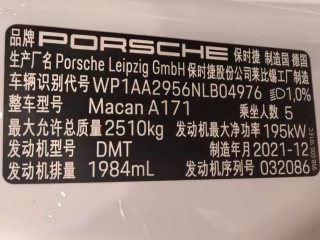 品牌 PORSCHE 保时捷 制造国 德国
生产厂名 Porsche Leipzig GmbH 保时捷股份公司莱比锡工厂制造
车辆识别代号 WP1AA2956NLB04976 1,0%
整车型号 Macan A171 乘坐人数 5
最大允许总质量 2510kg 发动机最大净功率 195kW
发动机型号 DMT 制造年月 2021-12
发动机排量 1984mL 发动机序列号 032086